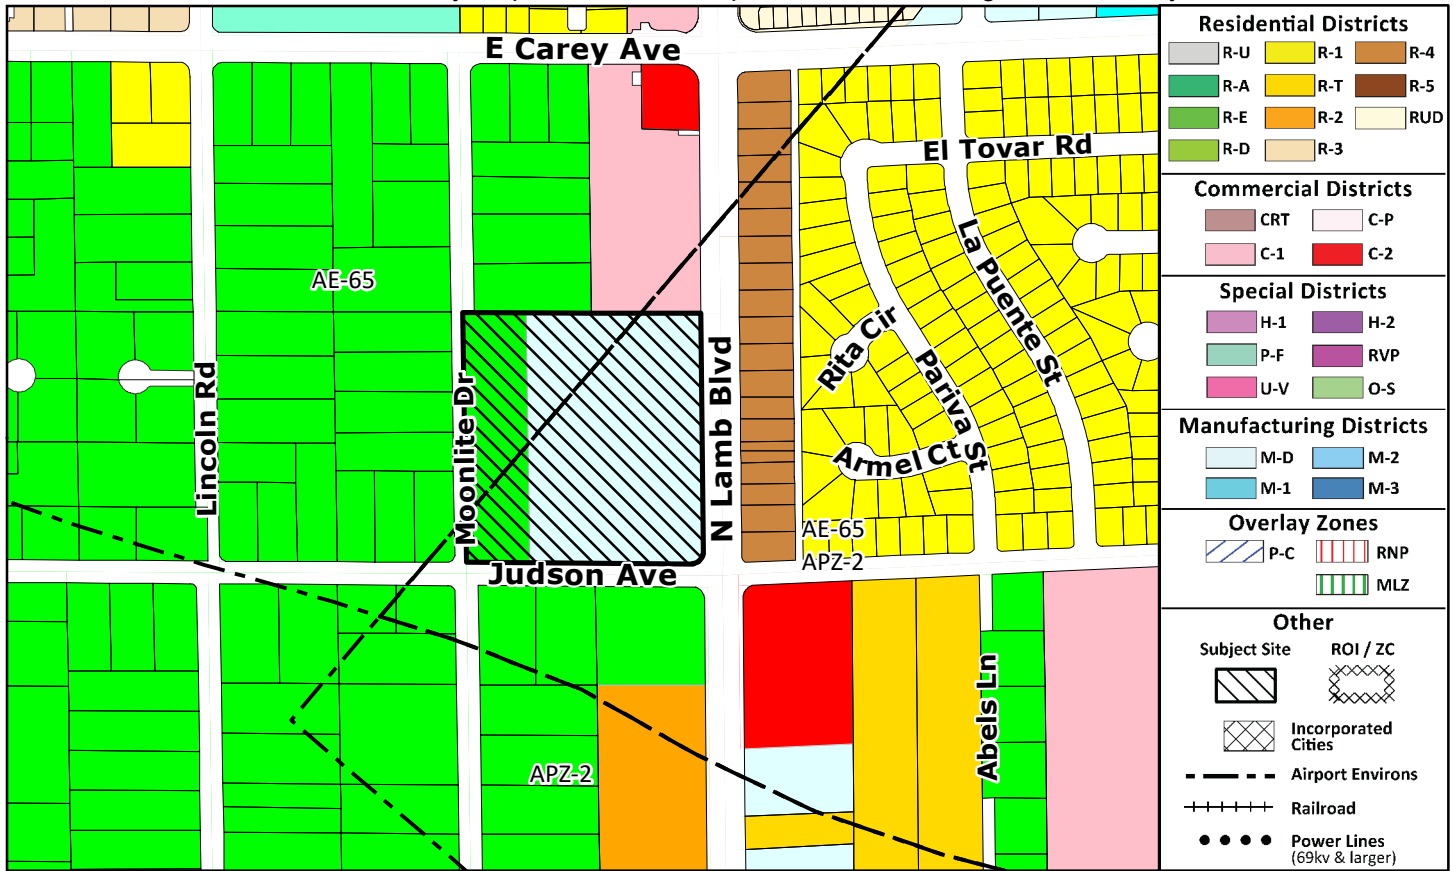 E Carey Ave
El Tovar Rd
La Puente St
AE-65
Rita Cir
Pariva St
Lincoln Rd
Moonlite Dr
N Lamb Blvd
Armel Ct
AE-65
APZ-2
Judson Ave
Abels Ln
APZ-2
Residential Districts
R-U R-1 R-4
R-A R-T R-5
R-E R-2 RUD
R-D R-3
Commercial Districts
CRT C-P
C-1 C-2
Special Districts
H-1 H-2
P-F RVP
U-V O-S
Manufacturing Districts
M-D M-2
M-1 M-3
Overlay Zones
P-C RNP
MLZ
Other
Subject Site ROI / ZC
Incorporated
Cities
Airport Environs
Railroad
Power Lines
(69kv & larger)